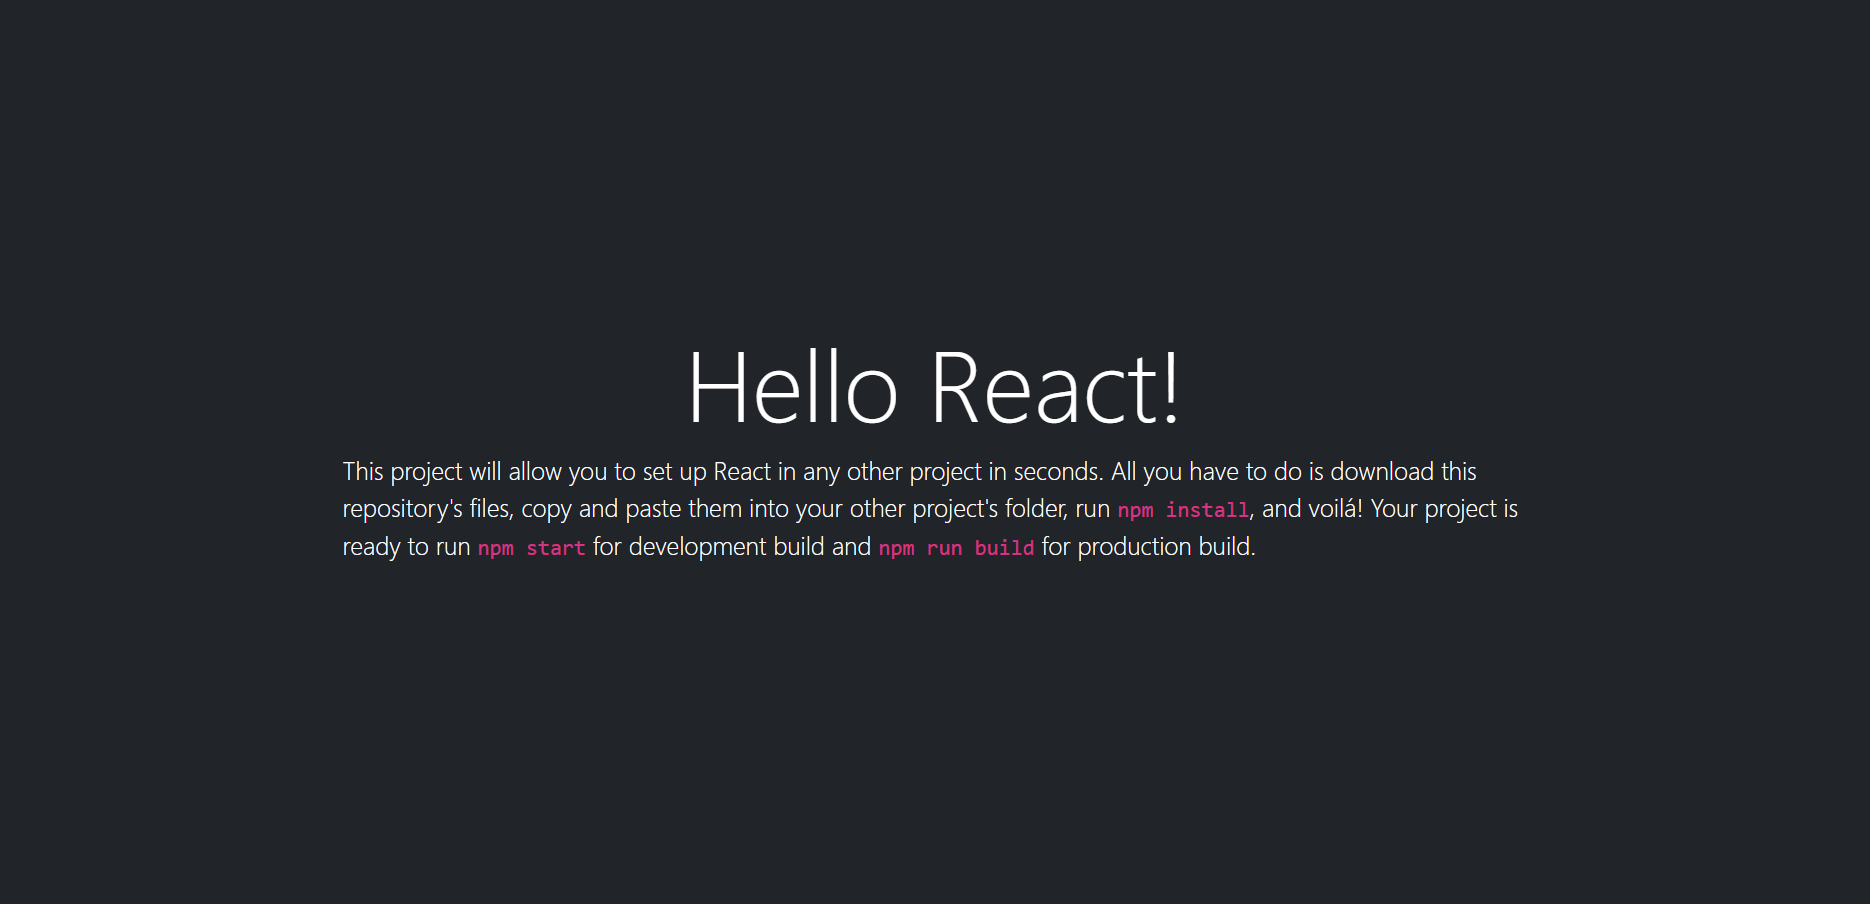 Hello React!
This project will allow you to set up React in any other project in seconds. All you have to do is download this
repository's files, copy and paste them into your other project's folder, run npm install, and voilá! Your project is
ready to run npm start for development build and npm run build for production build.